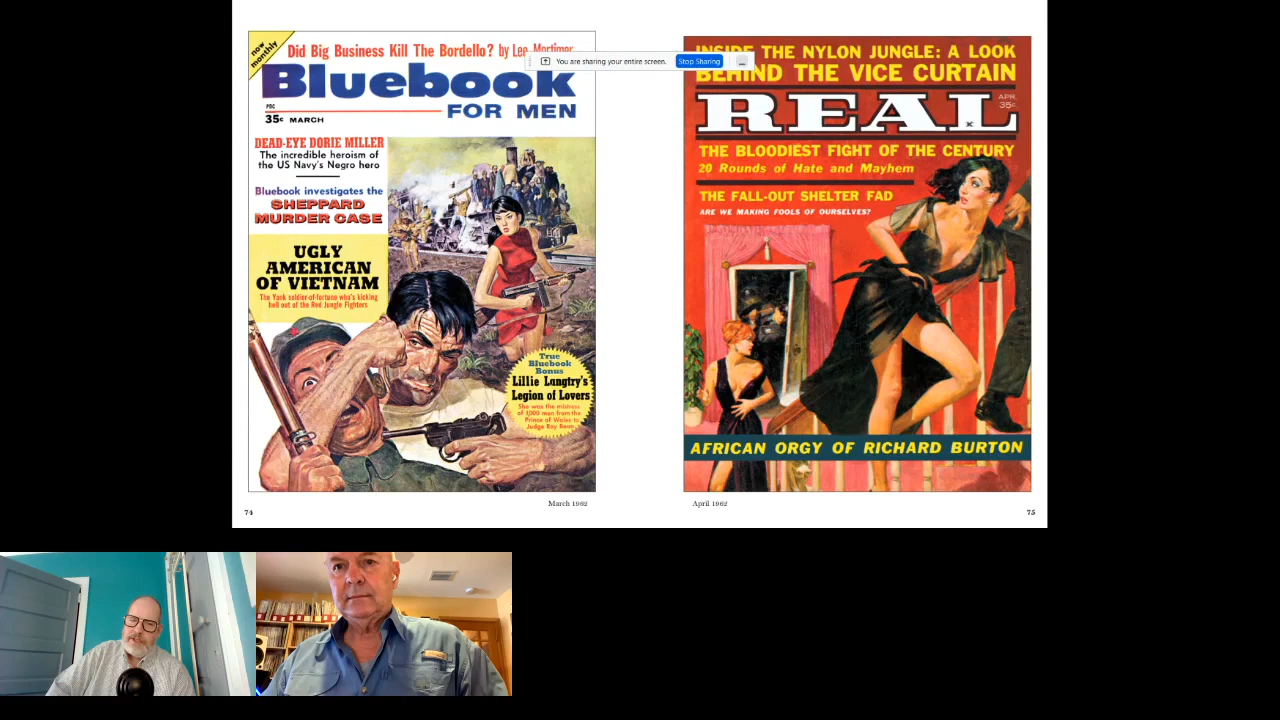 now
monthly
Did Big Business Kill The Bordello? by Lee Mortimer
Bluebook
FOR MEN
PDC
35¢ MARCH
DEAD-EYE DORIE MILLER
The incredible heroism of
the US Navy's Negro hero
Bluebook investigates the
SHEPPARD
MURDER CASE
UGLY
AMERICAN
OF VIETNAM
The Yank soldier-of-fortune who's kicking
hell out of the Red Jungle Fighters
True
Bluebook
Bonus
Lillie Langtry's
Legion of Lovers
She was the mistress
of 1,000 men from the
Prince of Wales to
Judge Roy Bean
March 1962
74
You are sharing your entire screen.
Stop Sharing
INSIDE THE NYLON JUNGLE: A LOOK
BEHIND THE VICE CURTAIN
REAL
APR.
35¢
THE BLOODIEST FIGHT OF THE CENTURY
20 Rounds of Hate and Mayhem
THE FALL-OUT SHELTER FAD
ARE WE MAKING FOOLS OF OURSELVES?
AFRICAN ORGY OF RICHARD BURTON
April 1962
75